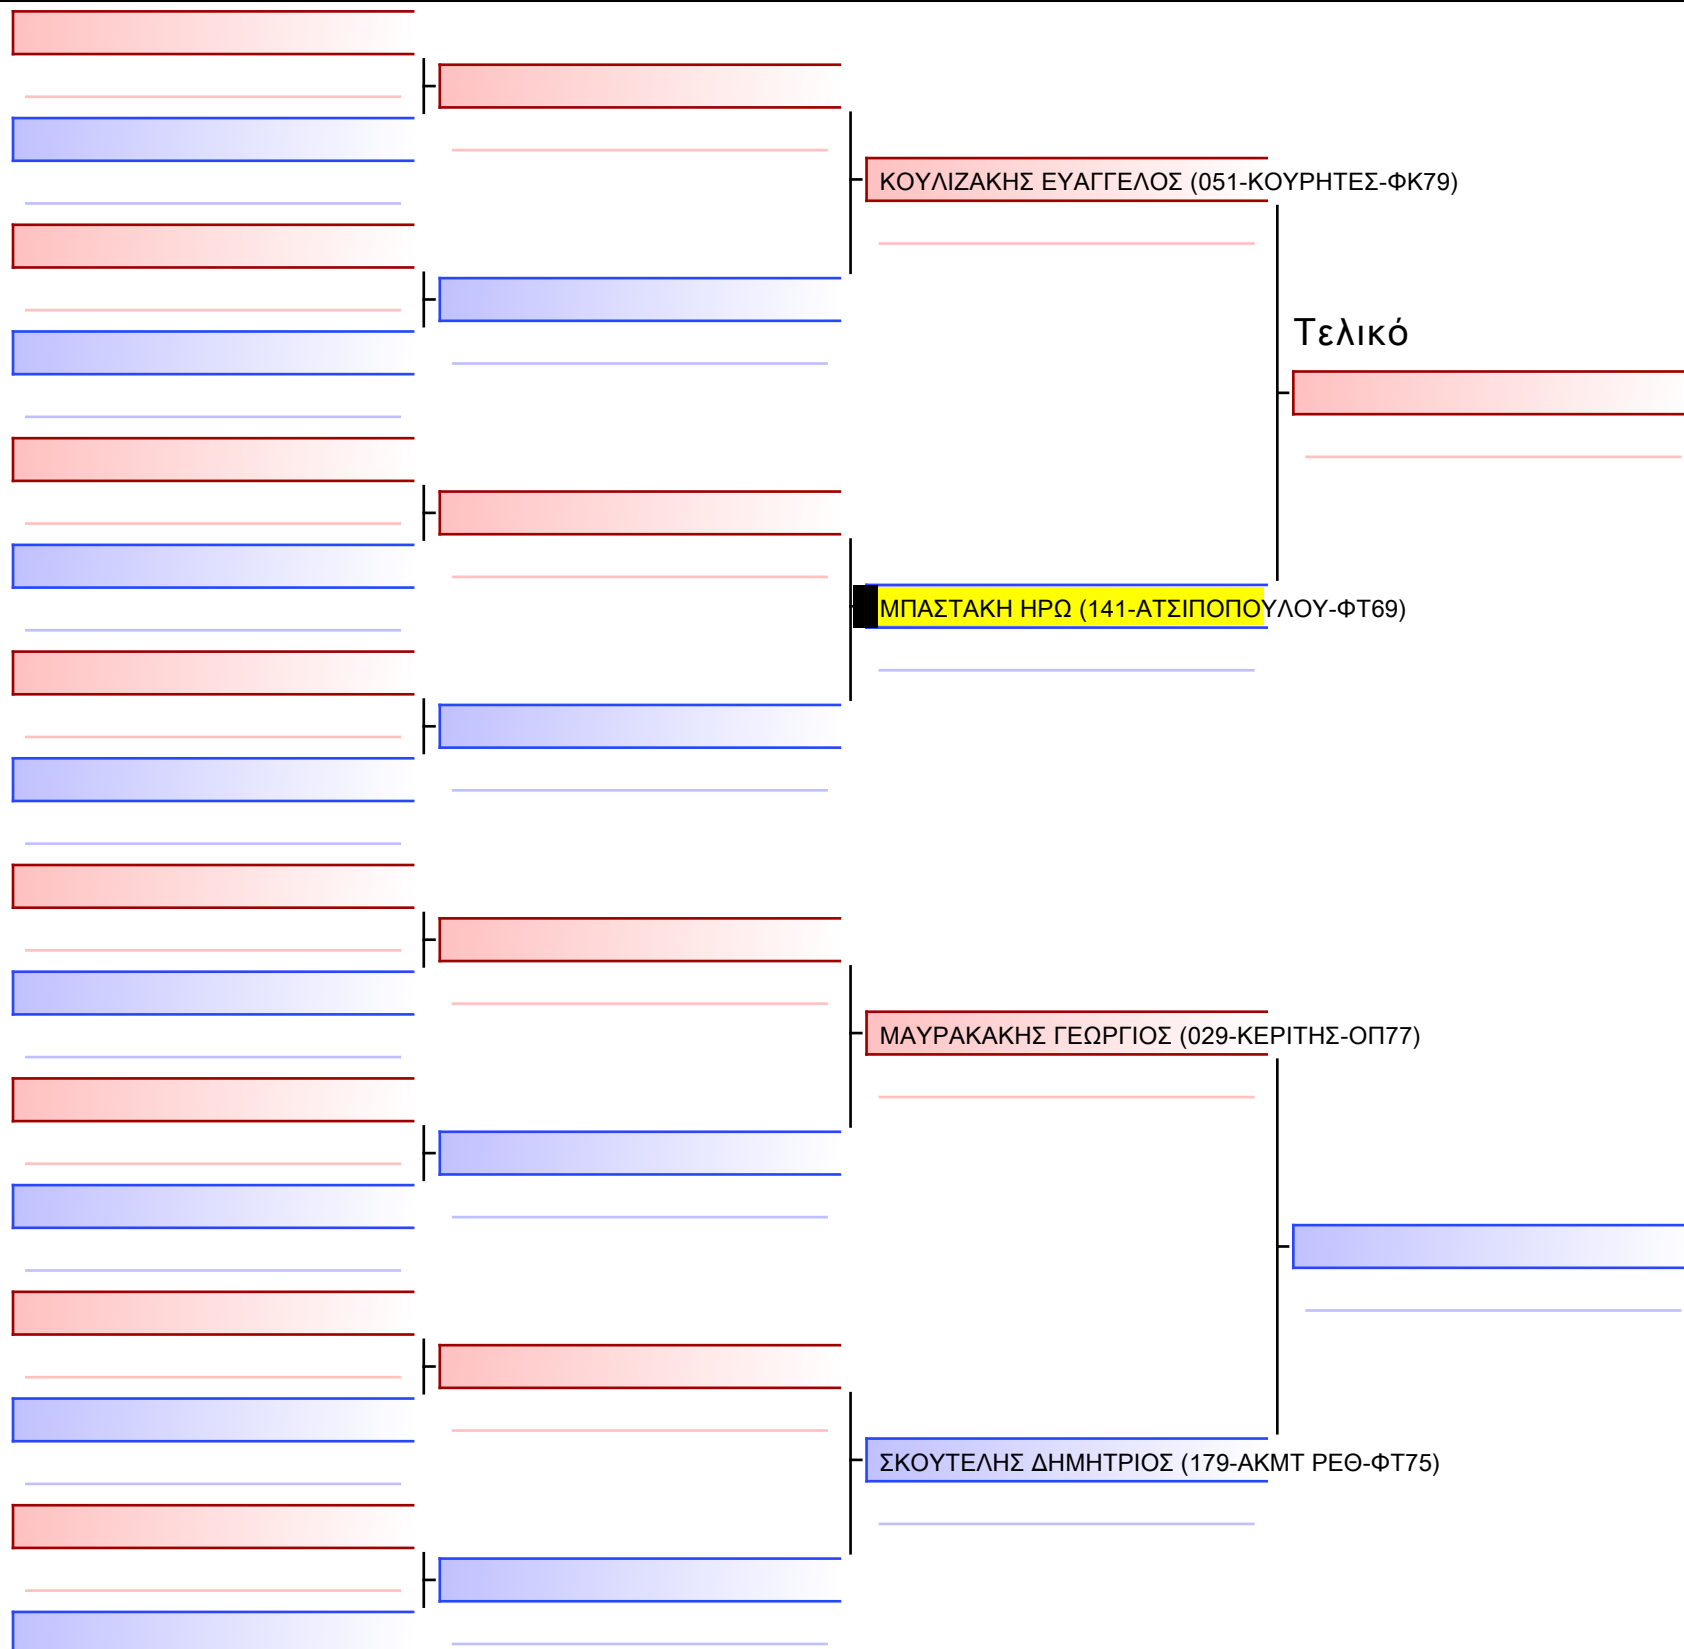 ΚΟΥΛΙΖΑΚΗΣ ΕΥΑΓΓΕΛΟΣ (051-ΚΟΥΡΗΤΕΣ-ΦΚ79)
Τελικό
ΜΠΑΣΤΑΚΗ ΗΡΩ (141-ΑΤΣΙΠΟΠΟΥΛΟΥ-ΦΤ69)
ΜΑΥΡΑΚΑΚΗΣ ΓΕΩΡΓΙΟΣ (029-ΚΕΡΙΤΗΣ-ΟΠ77)
ΣΚΟΥΤΕΛΗΣ ΔΗΜΗΤΡΙΟΣ (179-ΑΚΜΤ ΡΕΘ-ΦΤ75)